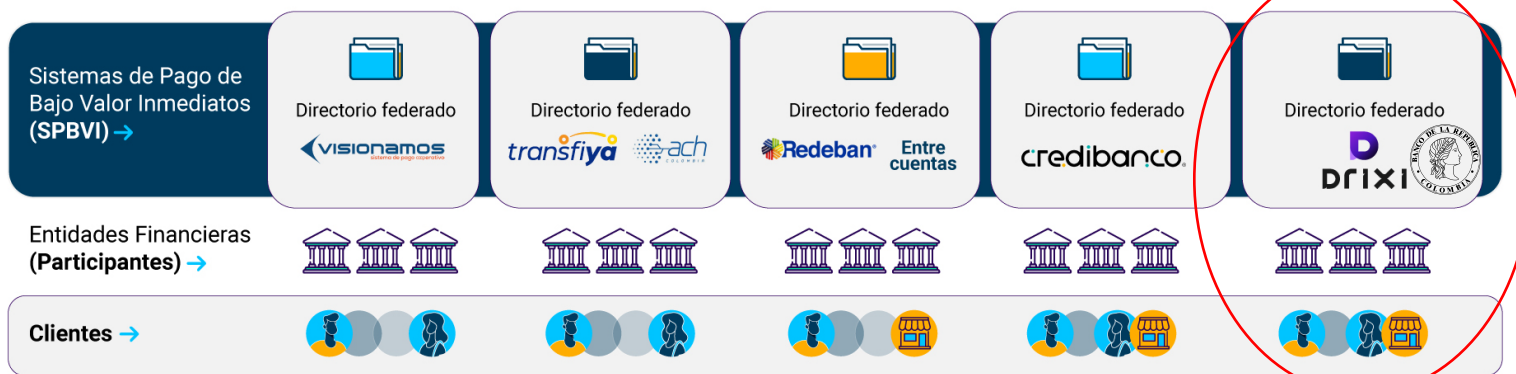 Sistemas de Pago de
Bajo Valor Inmediatos
(SPBVI) →
Directorio federado
VISIONAMOS
sistema de pago cooperativo
Directorio federado
transfiya
ach
COLOMBIA
Directorio federado
Redeban
Entre
cuentas
Directorio federado
credibanco.
Directorio federado
DrIXI
BANCO DE LA REPUBLICA
COLOMBIA
Entidades Financieras
(Participantes) →
Clientes →